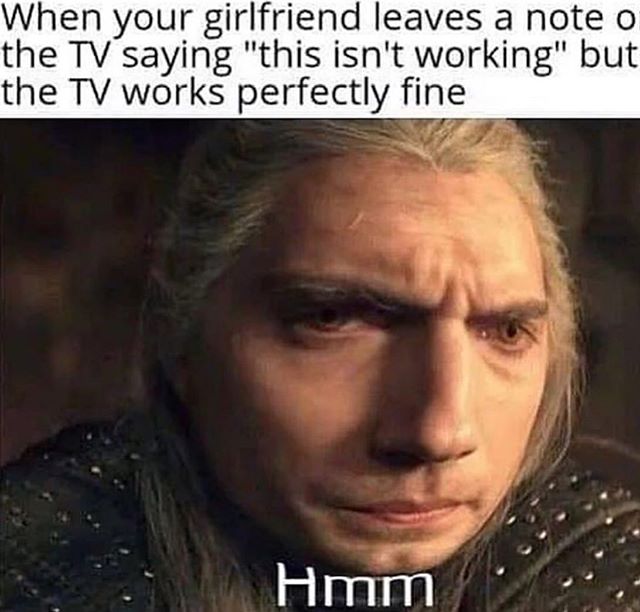 When your girlfriend leaves a note o
the TV saying "this isn't working" but
the TV works perfectly fine
Hmm